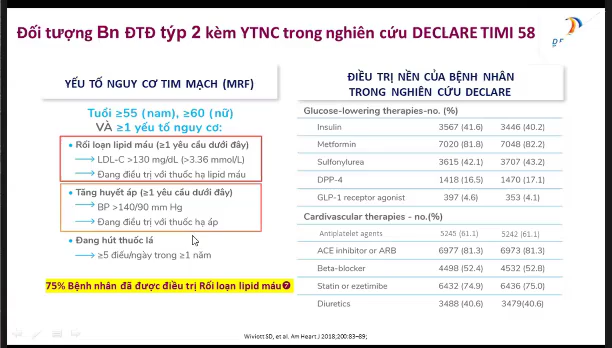 Đối tượng Bn ĐTĐ týp 2 kèm YTNC trong nghiên cứu DECLARE TIMI 58
YẾU TỐ NGUY CƠ TIM MẠCH (MRF)
Tuổi ≥55 (nam), ≥60 (nữ)
VÀ ≥1 yếu tố nguy cơ:
• Rối loạn lipid máu (≥1 yêu cầu dưới đây)
→ LDL-C >130 mg/dL (>3.36 mmol/L)
→ Đang điều trị với thuốc hạ lipid máu
• Tăng huyết áp (≥1 yêu cầu dưới đây)
→ BP >140/90 mm Hg
→ Đang điều trị với thuốc hạ áp
• Đang hút thuốc lá
→ ≥5 điếu/ngày trong ≥1 năm
75% Bệnh nhân đã được điều trị Rối loạn lipid máu?
ĐIỀU TRỊ NỀN CỦA BỆNH NHÂN
TRONG NGHIÊN CỨU DECLARE
Glucose-lowering therapies-no. (%)
Insulin 3567 (41.6) 3446 (40.2)
Metformin 7020 (81.8) 7048 (82.2)
Sulfonylurea 3615 (42.1) 3707 (43.2)
DPP-4 1418 (16.5) 1470 (17.1)
GLP-1 receptor agonist 397 (4.6) 353 (4.1)
Cardivascular therapies - no.(%)
Antiplatelet agents 5245 (61.1) 5242 (61.1)
ACE inhibitor or ARB 6977 (81.3) 6973 (81.3)
Beta-blocker 4498 (52.4) 4532 (52.8)
Statin or ezetimibe 6432 (74.9) 6436 (75.0)
Diuretics 3488 (40.6) 3479(40.6)
Wiviott SD, et al. Am Heart J 2018;200:83–89;